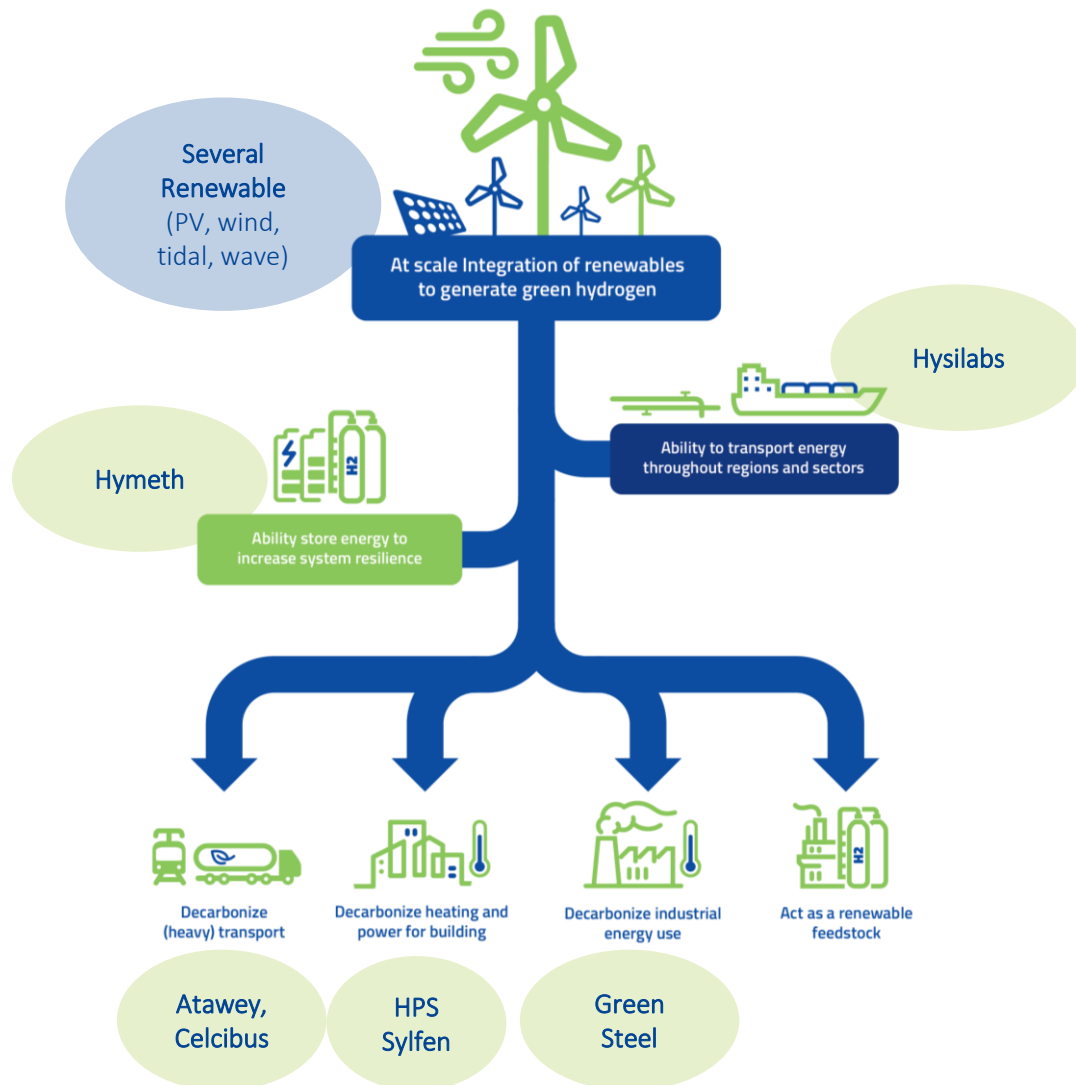 Several
Renewable
(PV, wind,
tidal, wave)
At scale Integration of renewables
to generate green hydrogen
Hysilabs
Ability to transport energy
throughout regions and sectors
Hymeth
H2
Ability store energy to
increase system resilience
H2
Decarbonize
(heavy) transport
Decarbonize heating and
power for building
Decarbonize industrial
energy use
Act as a renewable
feedstock
Atawey,
Celcibus
HPS
Sylfen
Green
Steel